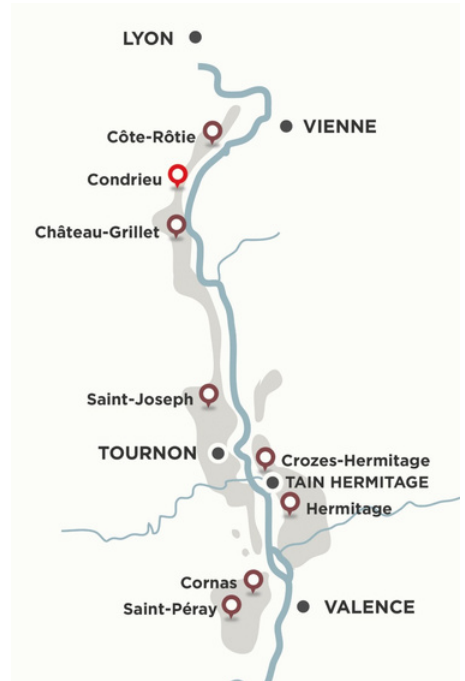 LYON
VIENNE
Côte-Rôtie
Condrieu
Château-Grillet
Saint-Joseph
TOURNON
Crozes-Hermitage
TAIN HERMITAGE
Hermitage
Cornas
Saint-Péray
VALENCE